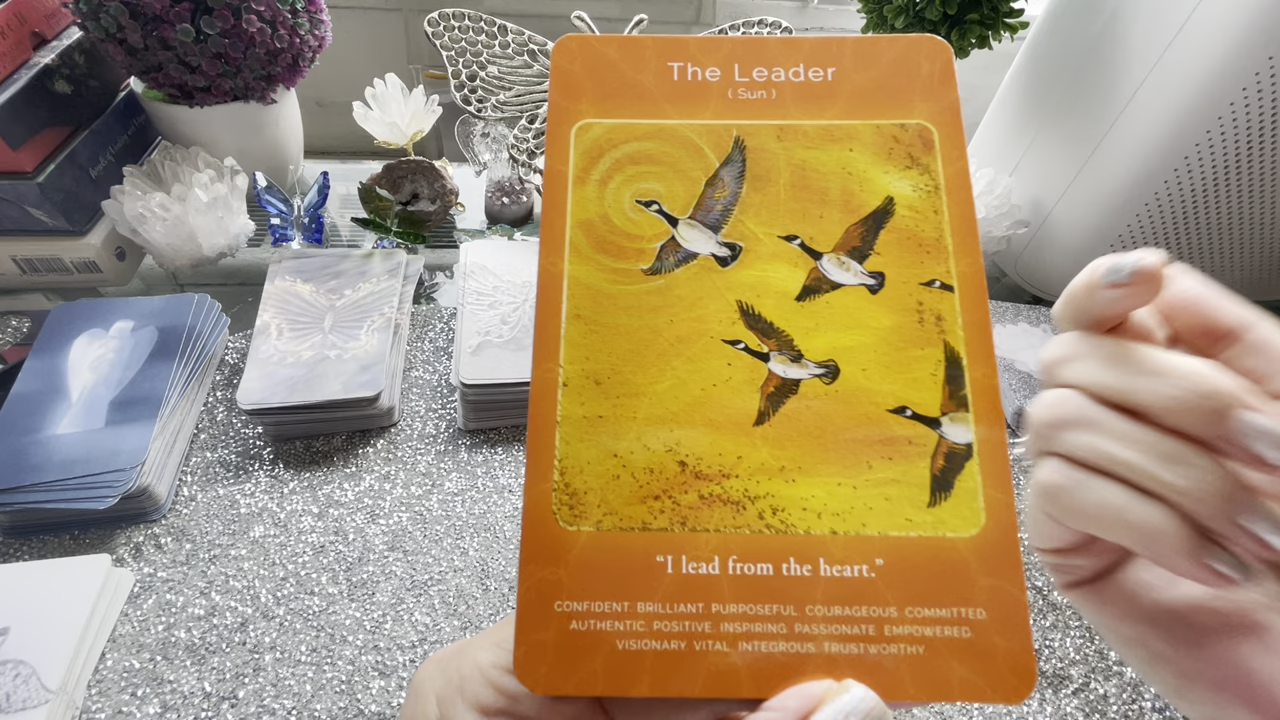 The Leader
( Sun )
“I lead from the heart.”
CONFIDENT. BRILLIANT. PURPOSEFUL. COURAGEOUS. COMMITTED.
AUTHENTIC. POSITIVE. INSPIRING. PASSIONATE. EMPOWERED.
VISIONARY. VITAL. INTEGROUS. TRUSTWORTHY.